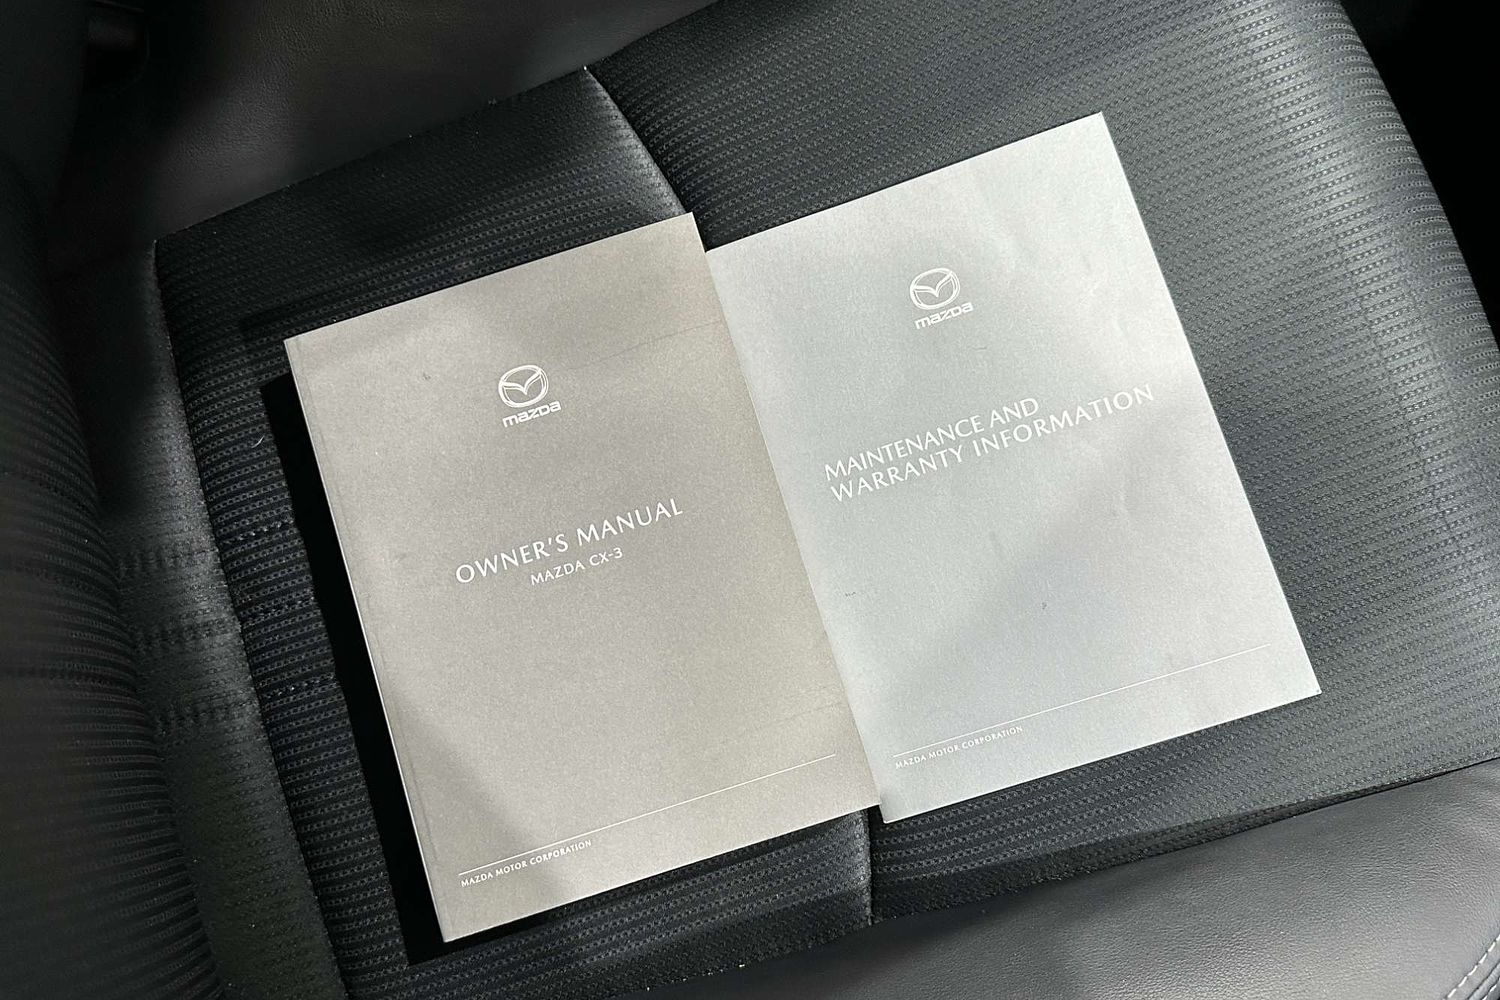 mazda
OWNER'S MANUAL
MAZDA CX-3
MAZDA MOTOR CORPORATION
mazda
MAINTENANCE AND
WARRANTY INFORMATION
MAZDA MOTOR CORPORATION